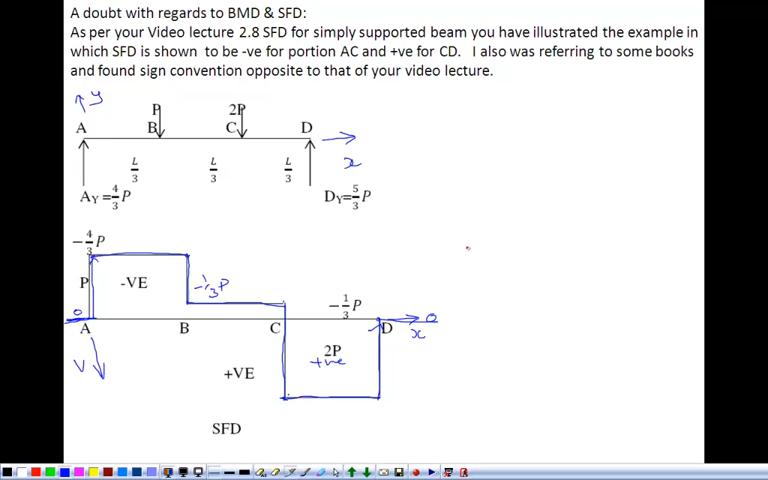 A doubt with regards to BMD & SFD:
As per your Video lecture 2.8 SFD for simply supported beam you have illustrated the example in
which SFD is shown to be -ve for portion AC and +ve for CD. I also was referring to some books
and found sign convention opposite to that of your video lecture.
y
P 2P
A B C D
x
L/3 L/3 L/3
AY =4/3 P DY=5/3 P
-4/3 P
P -VE -1/3 P
-1/3 P
0 0
A B C D
x
V 2P
+ve
+VE
SFD